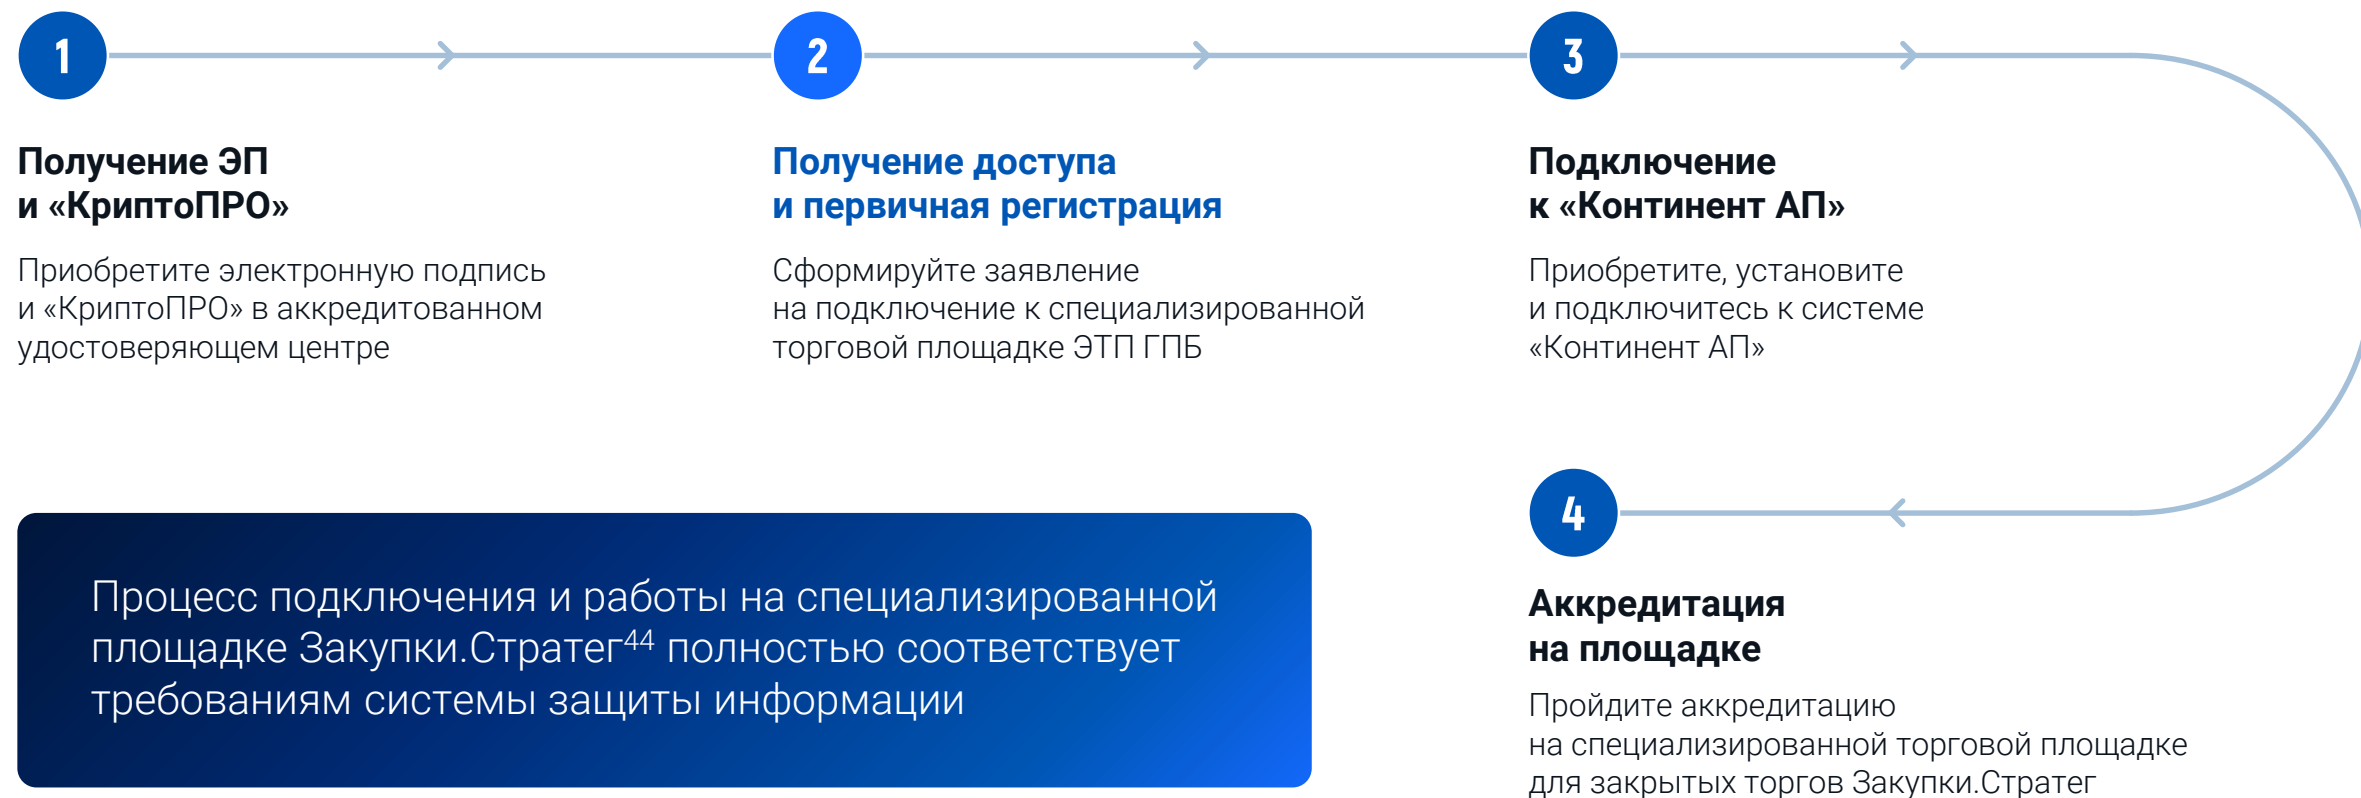 1
Получение ЭП
и «КриптоПРО»
Приобретите электронную подпись
и «КриптоПРО» в аккредитованном
удостоверяющем центре
2
Получение доступа
и первичная регистрация
Сформируйте заявление
на подключение к специализированной
торговой площадке ЭТП ГПБ
3
Подключение
к «Континент АП»
Приобретите, установите
и подключитесь к системе
«Континент АП»
4
Аккредитация
на площадке
Пройдите аккредитацию
на специализированной торговой площадке
для закрытых торгов Закупки.Стратег
Процесс подключения и работы на специализированной
площадке Закупки.Стратег⁴⁴ полностью соответствует
требованиям системы защиты информации